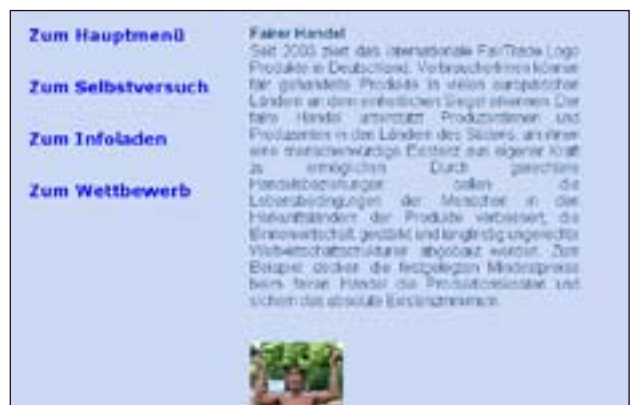 Zum Hauptmenü
Zum Selbstversuch
Zum Infoladen
Zum Wettbewerb
Fairer Handel
Seit 2003 ziert das internationale FairTrade Logo
Produkte in Deutschland. VerbraucherInnen können
fair gehandelte Produkte in vielen europäischen
Ländern an dem einheitlichen Siegel erkennen. Der
faire Handel unterstützt Produzentinnen und
Produzenten in den Ländern des Südens, um ihnen
eine menschenwürdige Existenz aus eigener Kraft
zu ermöglichen. Durch gerechtere
Handelsbeziehungen sollen die
Lebensbedingungen der Menschen in den
Herkunftsländern der Produkte verbessert, die
Binnenwirtschaft gestärkt und langfristig ungerechte
Weltwirtschaftsstrukturen abgebaut werden. Zum
Beispiel decken die festgelegten Mindestpreise
beim fairen Handel die Produktionskosten und
sichern das absolute Existenzminimum.